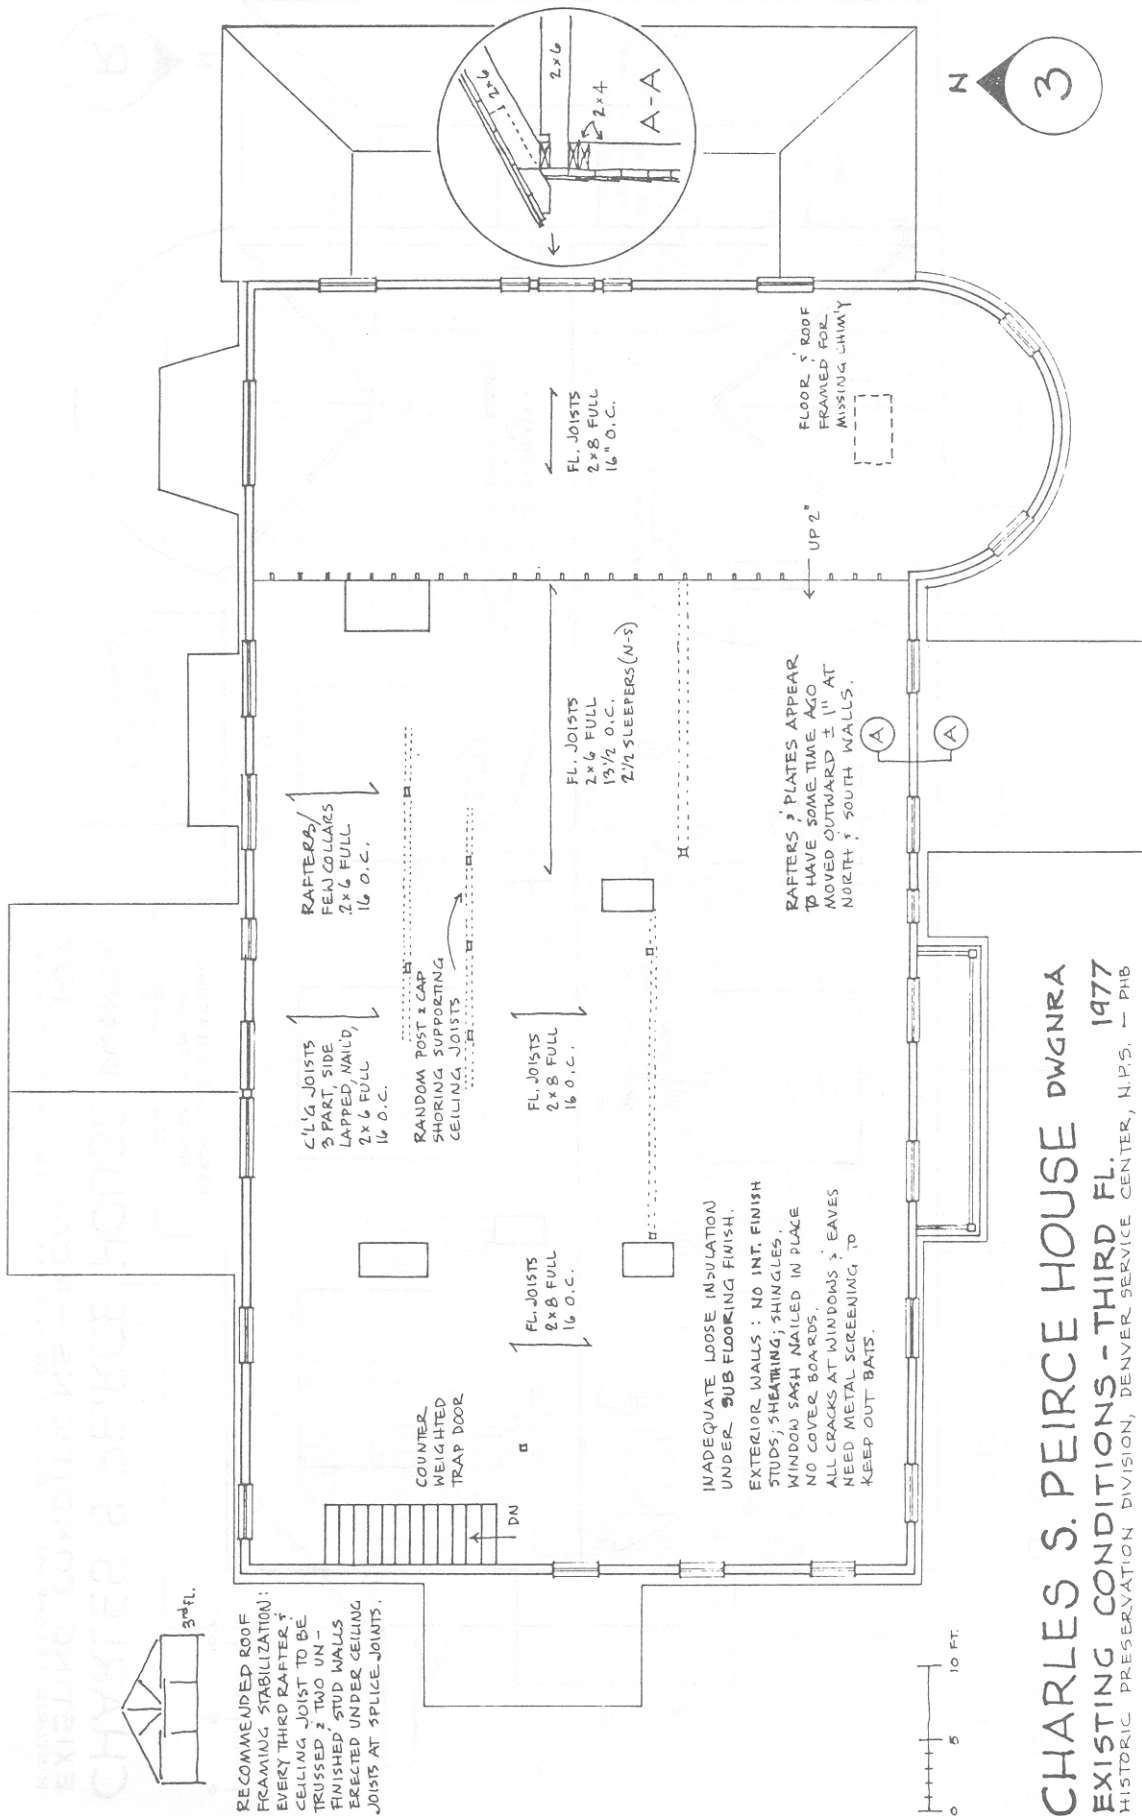 3rd FL.
RECOMMENDED ROOF
FRAMING STABILIZATION:
EVERY THIRD RAFTER &
CEILING JOIST TO BE
TRUSSED & TWO UN-
FINISHED STUD WALLS
ERECTED UNDER CEILING
JOISTS AT SPLICE JOINTS.
COUNTER
WEIGHTED
TRAP DOOR
DN
C'L'G JOISTS
3 PART, SIDE
LAPPED, NAIL'D,
2x6 FULL
16 O.C.
RAFTERS/
FEW COLLARS
2x6 FULL
16 O.C.
RANDOM POST & CAP
SHORING SUPPORTING
CEILING JOISTS
FL. JOISTS
2x8 FULL
16 O.C.
FL. JOISTS
2x8 FULL
16 O.C.
FL. JOISTS
2x6 FULL
13 1/2 O.C.
2 1/2 SLEEPERS (N-S)
FL. JOISTS
2x8 FULL
16" O.C.
INADEQUATE LOOSE INSULATION
UNDER SUB FLOORING FINISH.
EXTERIOR WALLS: NO INT. FINISH
STUDS; SHEATHING; SHINGLES.
WINDOW SASH NAILED IN PLACE
NO COVER BOARDS.
ALL CRACKS AT WINDOWS & EAVES
NEED METAL SCREENING TO
KEEP OUT BATS.
RAFTERS & PLATES APPEAR
TO HAVE SOME TIME AGO
MOVED OUTWARD ± 1" AT
NORTH & SOUTH WALLS.
UP 2"
FLOOR & ROOF
FRAMED FOR
MISSING CHIM'Y
A
A
2x6
2x6
2x4
A-A
N
3
0 5 10 FT.
CHARLES S. PEIRCE HOUSE DWGNRA
EXISTING CONDITIONS - THIRD FL. 1977
HISTORIC PRESERVATION DIVISION, DENVER SERVICE CENTER, N.P.S. - PHB